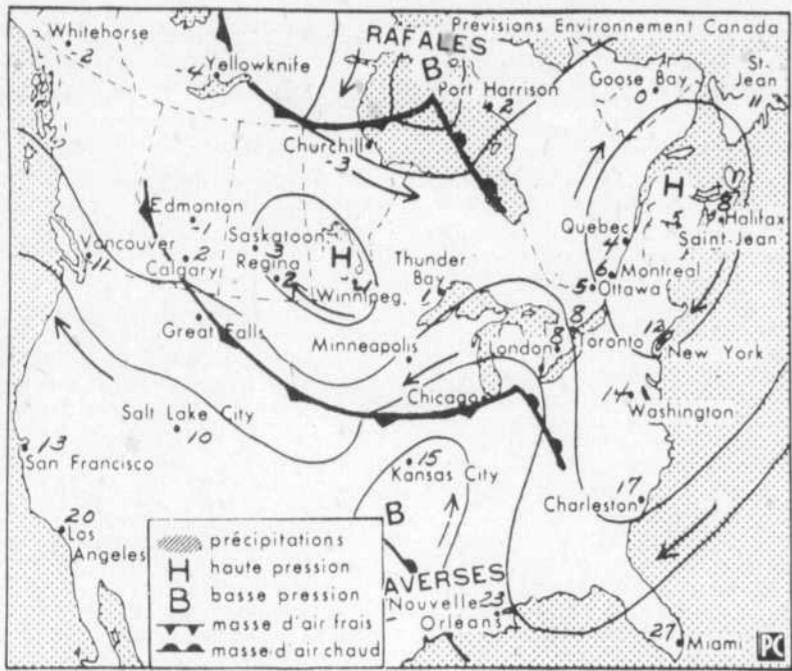 Prévisions Environnement Canada
Whitehorse
-2
RAFALES
B
Yellowknife
-4
Port Harrison
2
Goose Bay
0
St-
Jean
11
Churchill
-3
H
8
Halifax
-5
Saint-Jean
Edmonton
-1
Quebec
4
Vancouver
11
Calgary
2
Saskatoon
3
Regina
2
H
Winnipeg
Thunder
Bay
1
6
Montreal
5
Ottawa
Great Falls
Minneapolis
London
8
8
Toronto
12
New York
Chicago
14
Washington
Salt Lake City
10
13
San Francisco
15
Kansas City
17
Charleston
20
Los
Angeles
B
AVERSES
Nouvelle
Orléans
23
27
Miami
précipitations
H haute pression
B basse pression
masse d'air frais
masse d'air chaud
PC